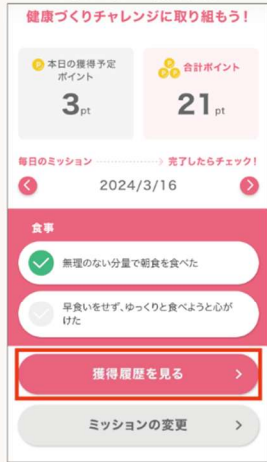 健康づくりチャレンジに取り組もう！
P 本日の獲得予定
ポイント
3pt
P P P 合計ポイント
21pt
毎日のミッション
完了したらチェック！
2024/3/16
食事
無理のない分量で朝食を食べた
早食いをせず、ゆっくりと食べようと心が
けた
獲得履歴を見る
ミッションの変更